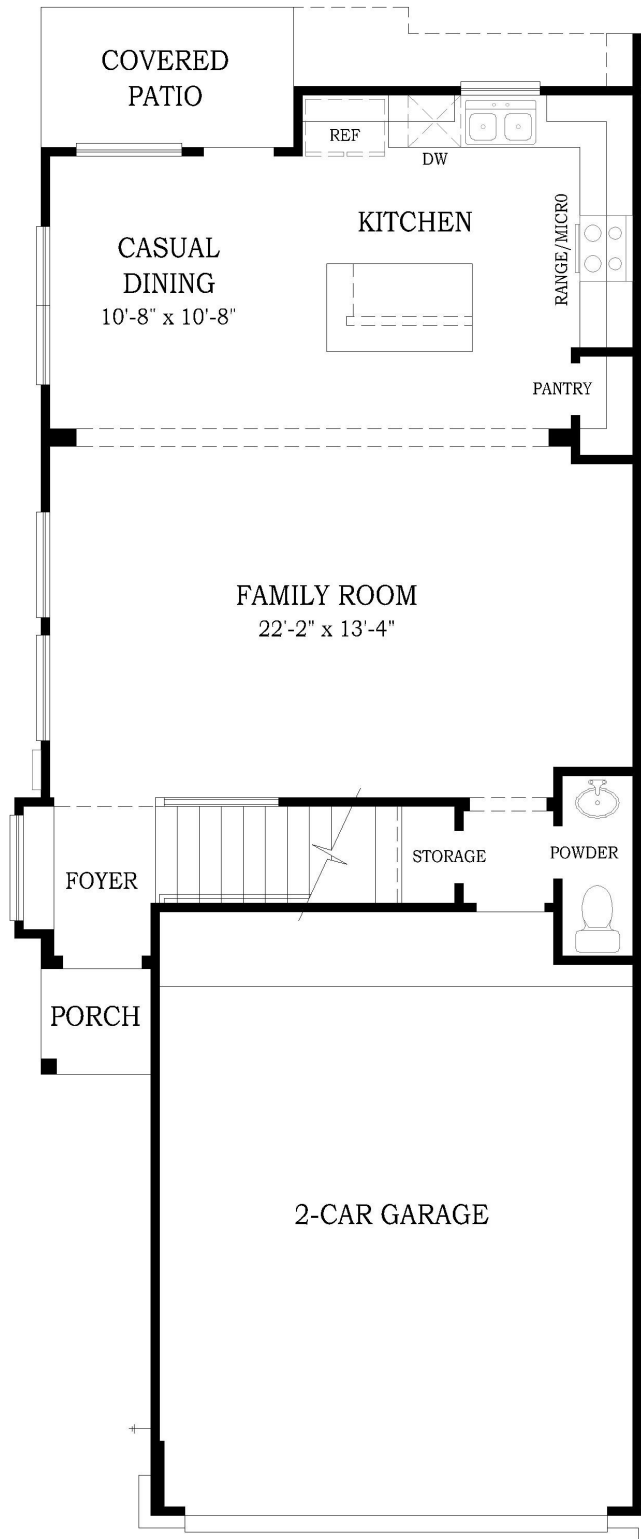 COVERED
PATIO
REF
DW
KITCHEN
RANGE/MICRO
CASUAL
DINING
10'-8" x 10'-8"
PANTRY
FAMILY ROOM
22'-2" x 13'-4"
STORAGE
POWDER
FOYER
PORCH
2-CAR GARAGE